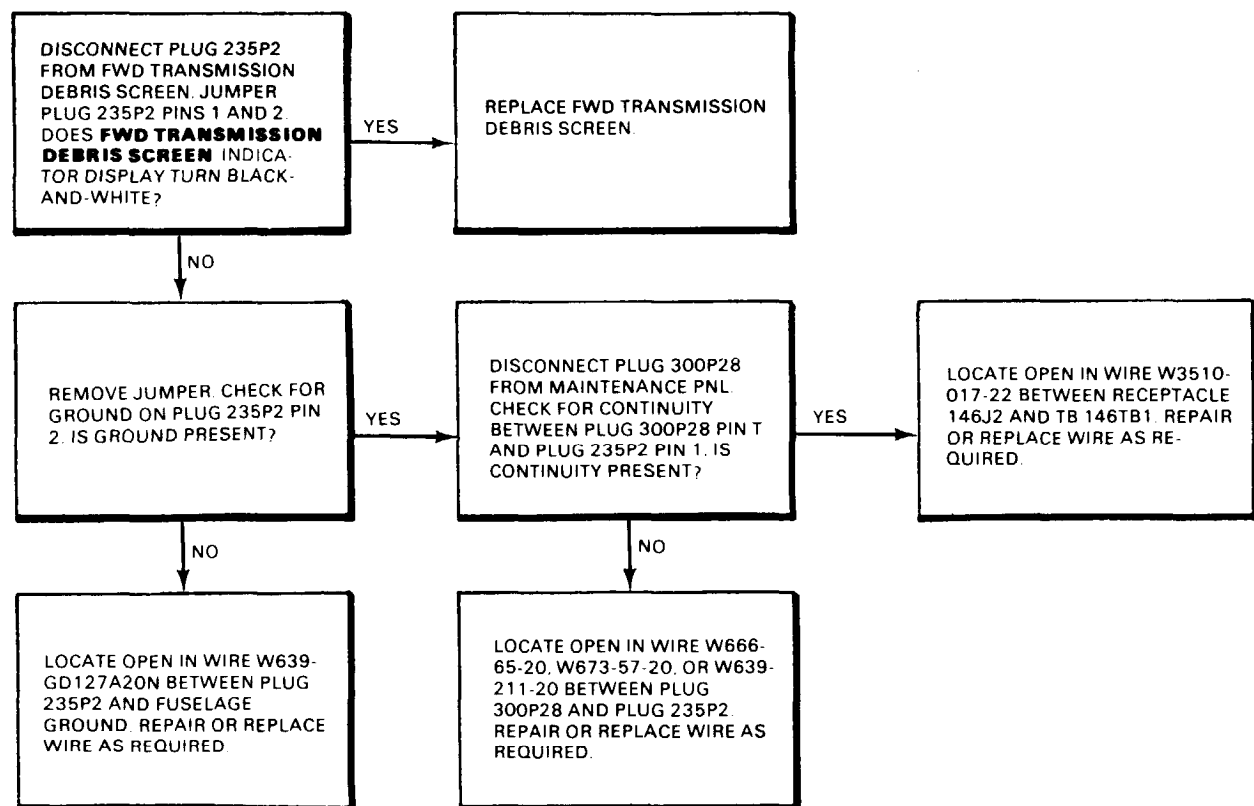 DISCONNECT PLUG 235P2
FROM FWD TRANSMISSION
DEBRIS SCREEN. JUMPER
PLUG 235P2 PINS 1 AND 2.
DOES FWD TRANSMISSION
DEBRIS SCREEN INDICA-
TOR DISPLAY TURN BLACK-
AND-WHITE?
YES
REPLACE FWD TRANSMISSION
DEBRIS SCREEN.
NO
REMOVE JUMPER. CHECK FOR
GROUND ON PLUG 235P2 PIN
2. IS GROUND PRESENT?
YES
DISCONNECT PLUG 300P28
FROM MAINTENANCE PNL.
CHECK FOR CONTINUITY
BETWEEN PLUG 300P28 PIN T
AND PLUG 235P2 PIN 1. IS
CONTINUITY PRESENT?
YES
LOCATE OPEN IN WIRE W3510-
017-22 BETWEEN RECEPTACLE
146J2 AND TB 146TB1. REPAIR
OR REPLACE WIRE AS RE-
QUIRED.
NO
LOCATE OPEN IN WIRE W639-
GD127A20N BETWEEN PLUG
235P2 AND FUSELAGE
GROUND. REPAIR OR REPLACE
WIRE AS REQUIRED.
NO
LOCATE OPEN IN WIRE W666-
65-20, W673-57-20, OR W639-
211-20 BETWEEN PLUG
300P28 AND PLUG 235P2.
REPAIR OR REPLACE WIRE AS
REQUIRED.